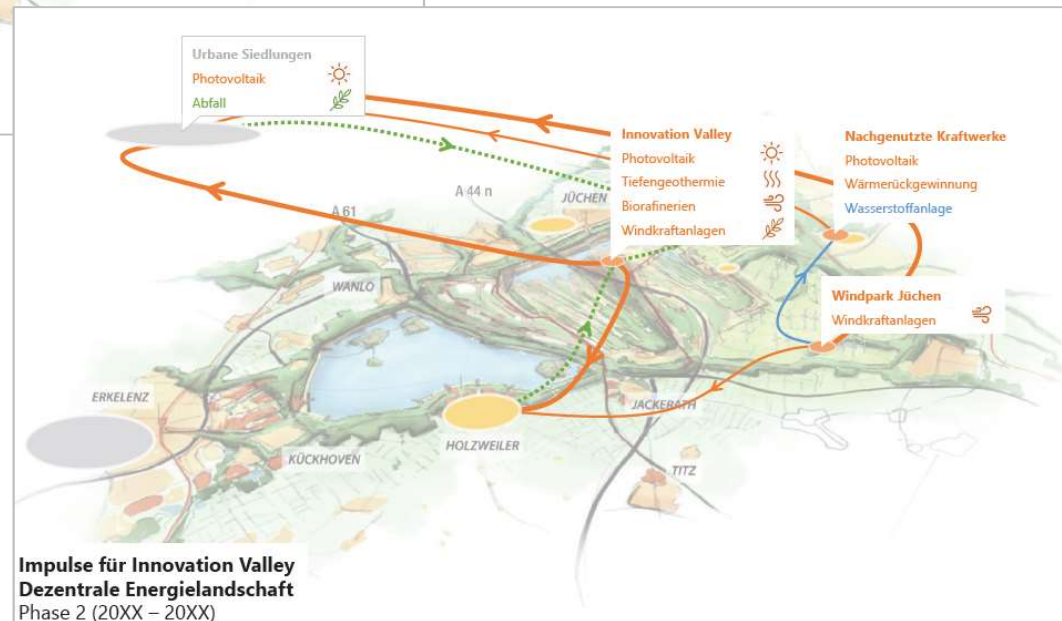 Urbane Siedlungen
Photovoltaik
Abfall
Innovation Valley
Photovoltaik
Tiefengeothermie
Biorafinerien
Windkraftanlagen
Nachgenutzte Kraftwerke
Photovoltaik
Wärmerückgewinnung
Wasserstoffanlage
A 44 n
JÜCHEN
A 61
WANLO
Windpark Jüchen
Windkraftanlagen
ERKELENZ
JACKERATH
HOLZWEILER
KÜCKHOVEN
TITZ
Impulse für Innovation Valley
Dezentrale Energielandschaft
Phase 2 (20XX – 20XX)